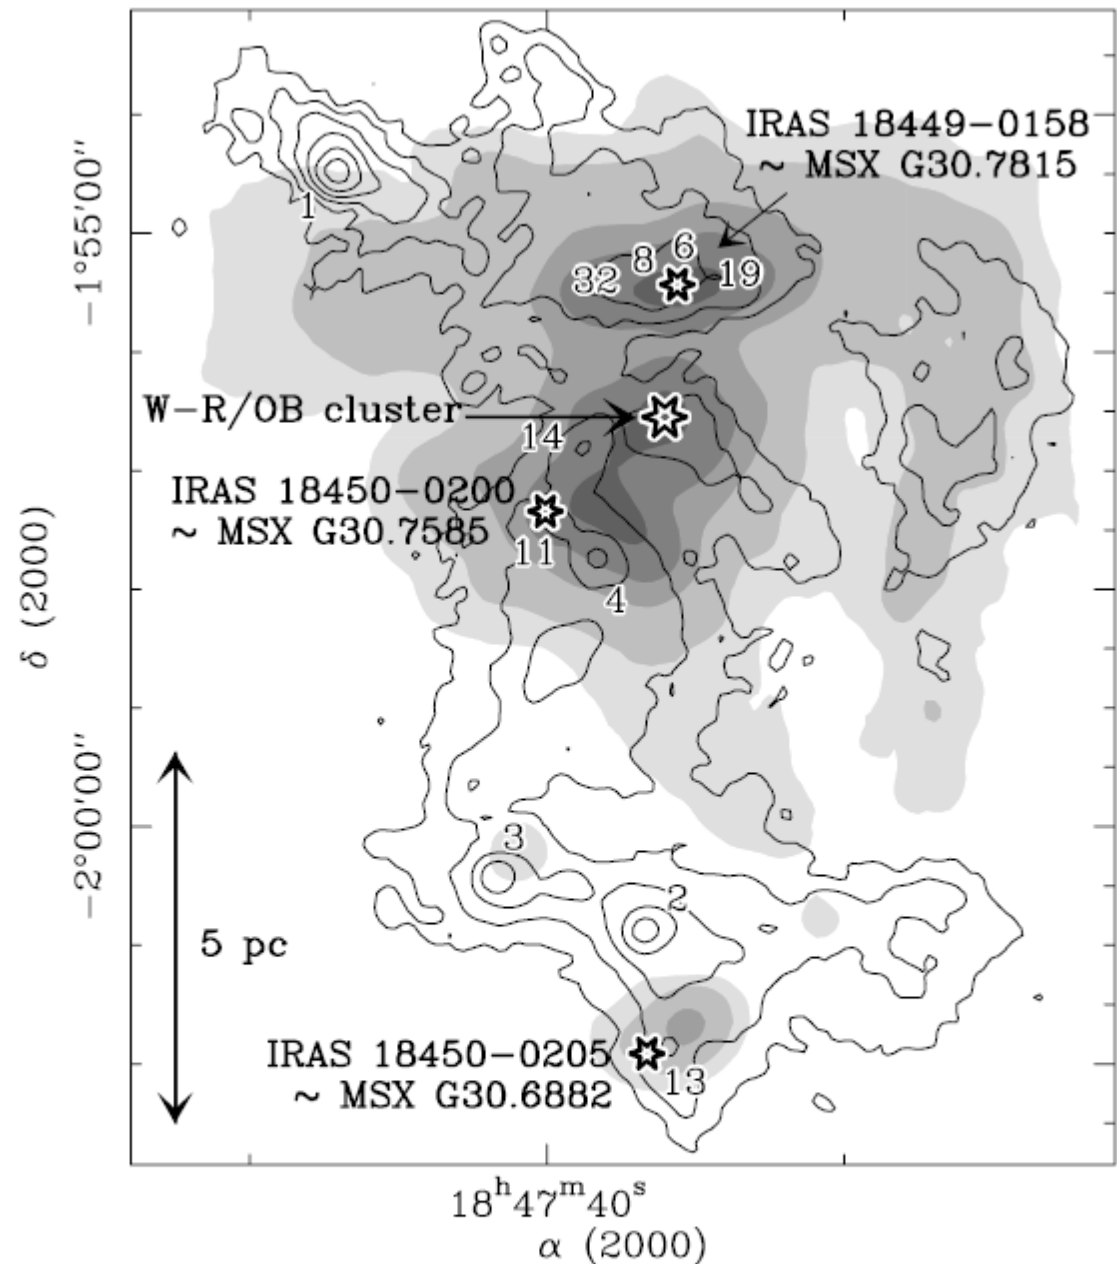 IRAS 18449-0158
~ MSX G30.7815
1
6
8
32
19
-1°55'00"
W-R/OB cluster
14
IRAS 18450-0200
~ MSX G30.7585
11
4
δ (2000)
-2°00'00"
3
2
5 pc
IRAS 18450-0205
~ MSX G30.6882
13
18h47m40s
α (2000)